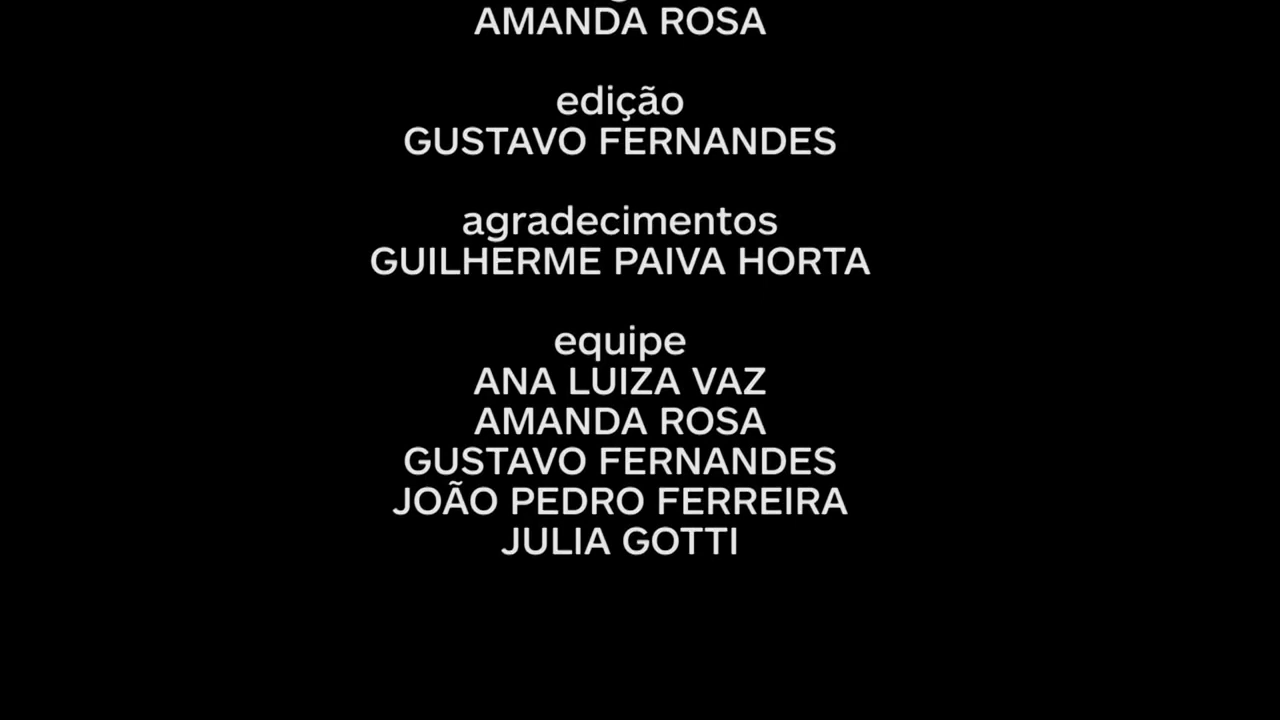 AMANDA ROSA
edição
GUSTAVO FERNANDES
agradecimentos
GUILHERME PAIVA HORTA
equipe
ANA LUIZA VAZ
AMANDA ROSA
GUSTAVO FERNANDES
JOÃO PEDRO FERREIRA
JULIA GOTTI